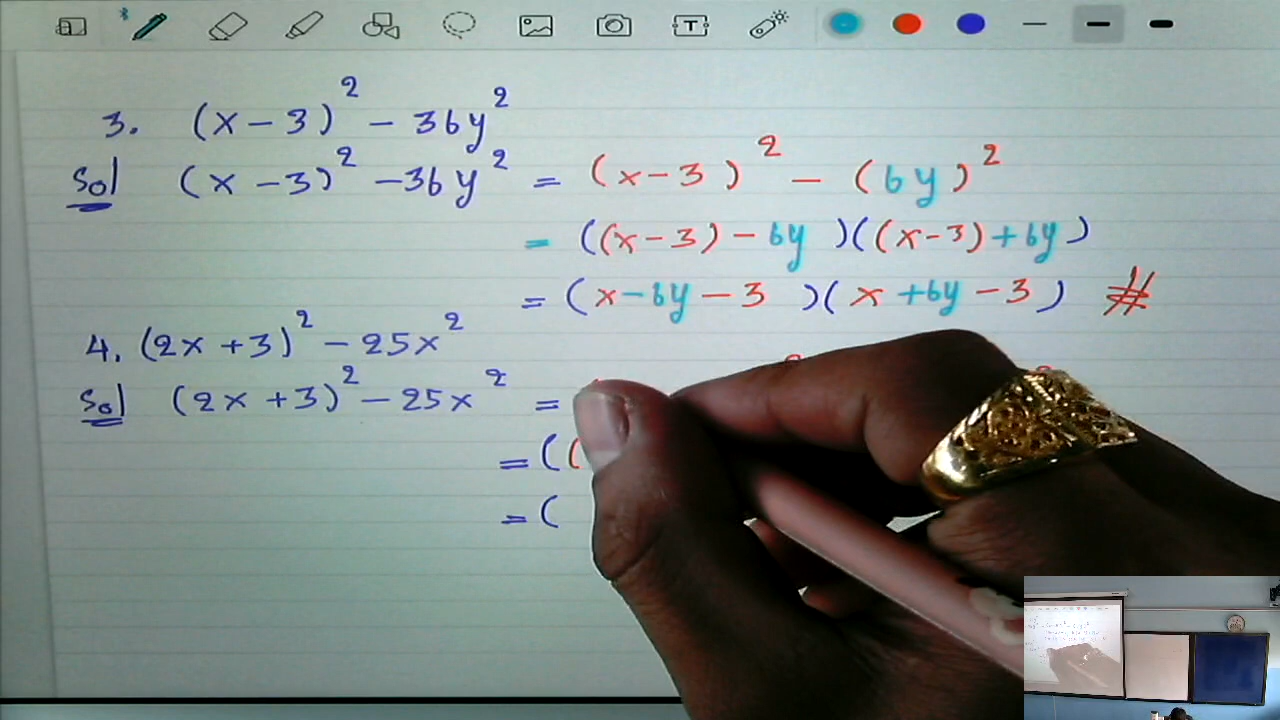 T
3. (x-3)² - 36y²
Sol (x-3)² - 36y² = (x-3)² - (6y)²
= ((x-3) - 6y)((x-3) + 6y)
= (x - 6y - 3)(x + 6y - 3) #
4. (2x+3)² - 25x²
Sol (2x+3)² - 25x² =
= ((
= (